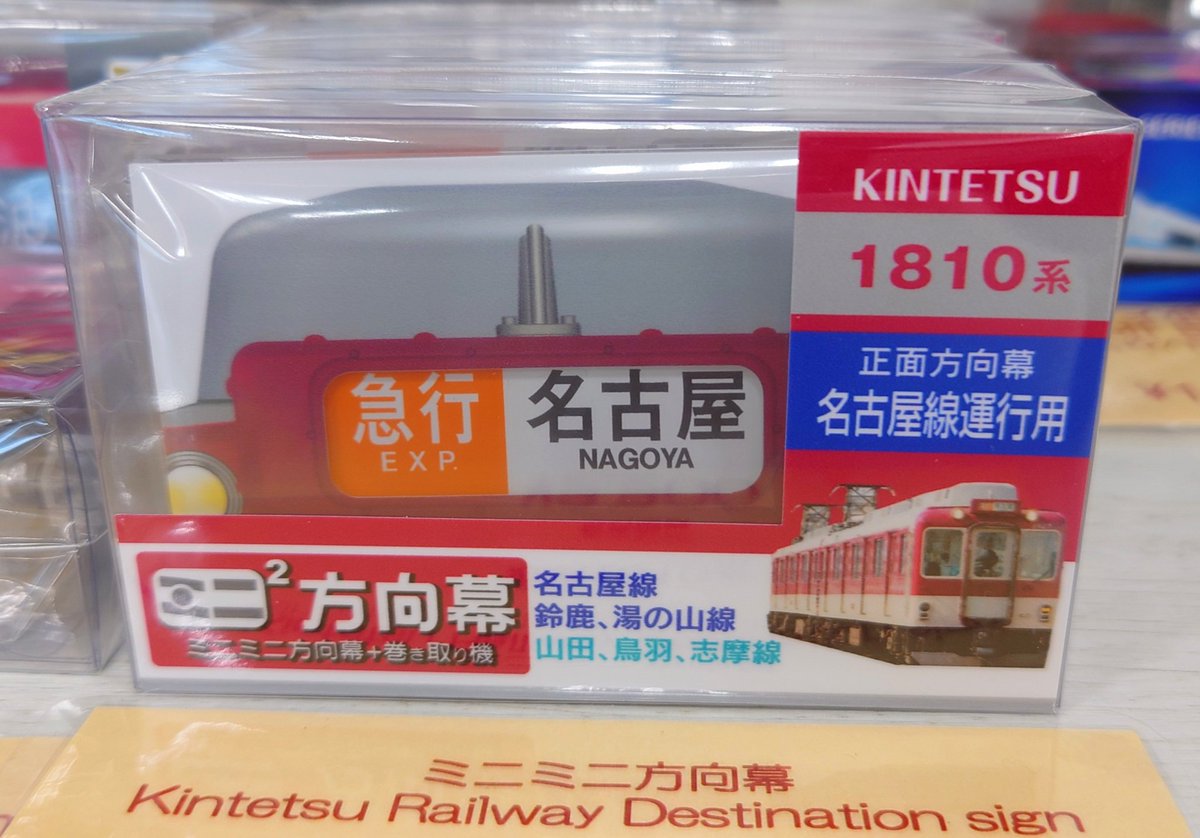 KINTETSU
1810系
正面方向幕
名古屋線運行用
急行 名古屋
EXP. NAGOYA
ミニ²方向幕
ミニミニ方向幕+巻き取り機
名古屋線
鈴鹿、湯の山線
山田、鳥羽、志摩線
ミニミニ方向幕
Kintetsu Railway Destination sign